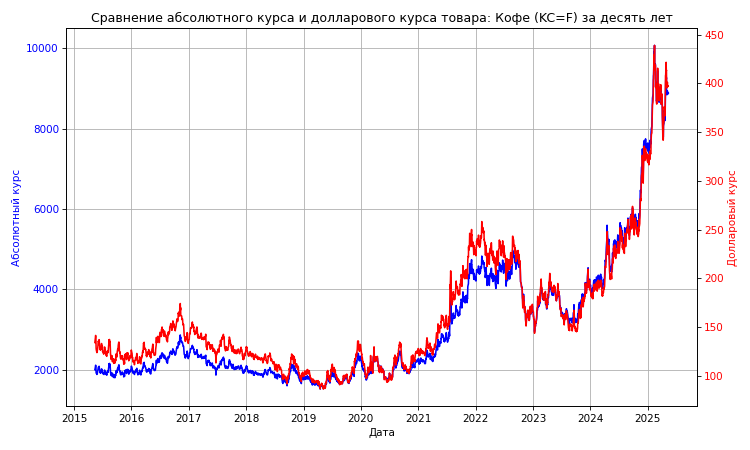 Сравнение абсолютного курса и долларового курса товара: Кофе (KC=F) за десять лет
10000
8000
6000
4000
2000
Абсолютный курс
450
400
350
300
250
200
150
100
Долларовый курс
2015 2016 2017 2018 2019 2020 2021 2022 2023 2024 2025
Дата